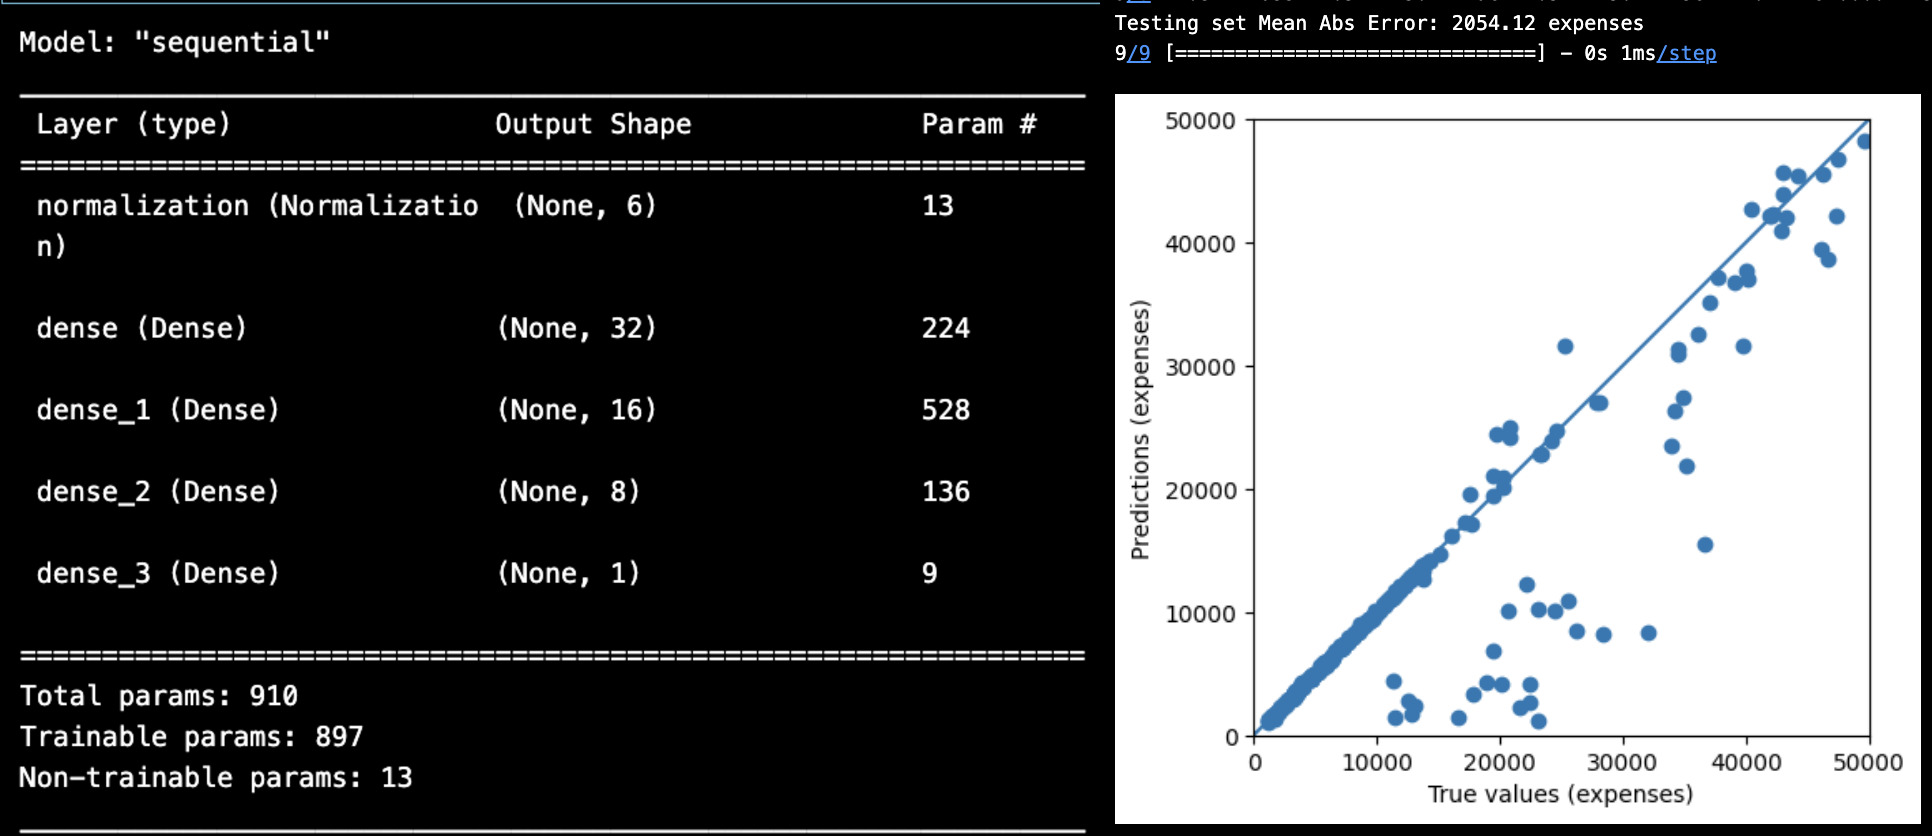 Model: "sequential"
Layer (type) Output Shape Param #
normalization (Normalizatio (None, 6) 13
n)
dense (Dense) (None, 32) 224
dense_1 (Dense) (None, 16) 528
dense_2 (Dense) (None, 8) 136
dense_3 (Dense) (None, 1) 9
Total params: 910
Trainable params: 897
Non-trainable params: 13
Testing set Mean Abs Error: 2054.12 expenses
9/9 [==============================] - 0s 1ms/step
50000
40000
30000
20000
10000
0
Predictions (expenses)
0 10000 20000 30000 40000 50000
True values (expenses)